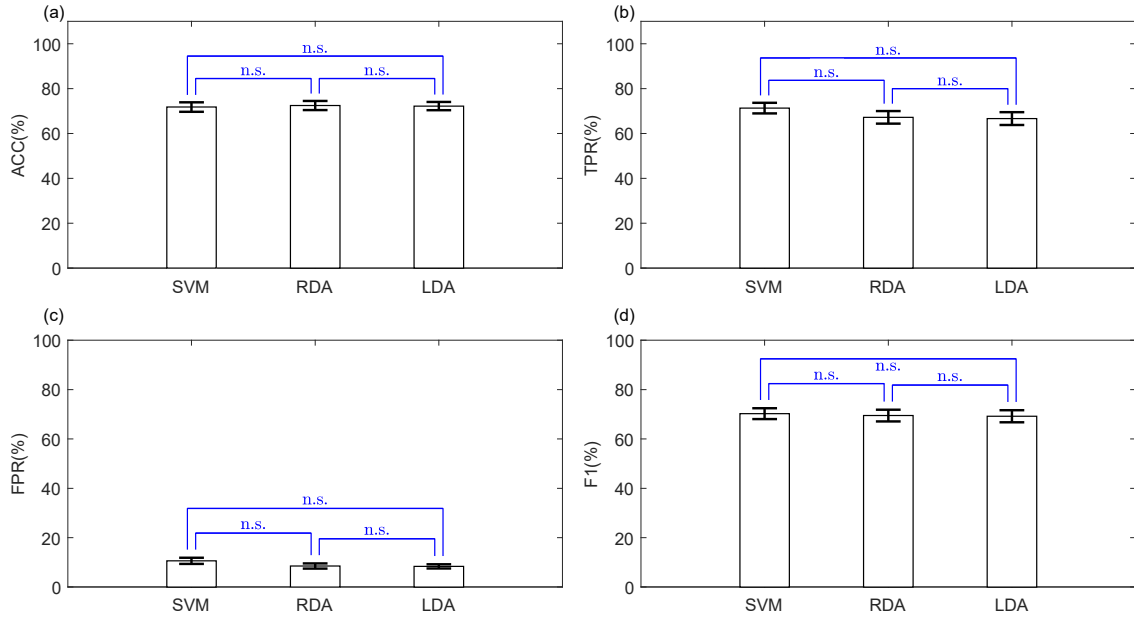 (a)
ACC(%)
100
80
60
40
20
0
n.s.
n.s. n.s.
SVM RDA LDA
(b)
TPR(%)
100
80
60
40
20
0
n.s.
n.s. n.s.
SVM RDA LDA
(c)
FPR(%)
100
80
60
40
20
0
n.s.
n.s. n.s.
SVM RDA LDA
(d)
F1(%)
100
80
60
40
20
0
n.s.
n.s. n.s.
SVM RDA LDA